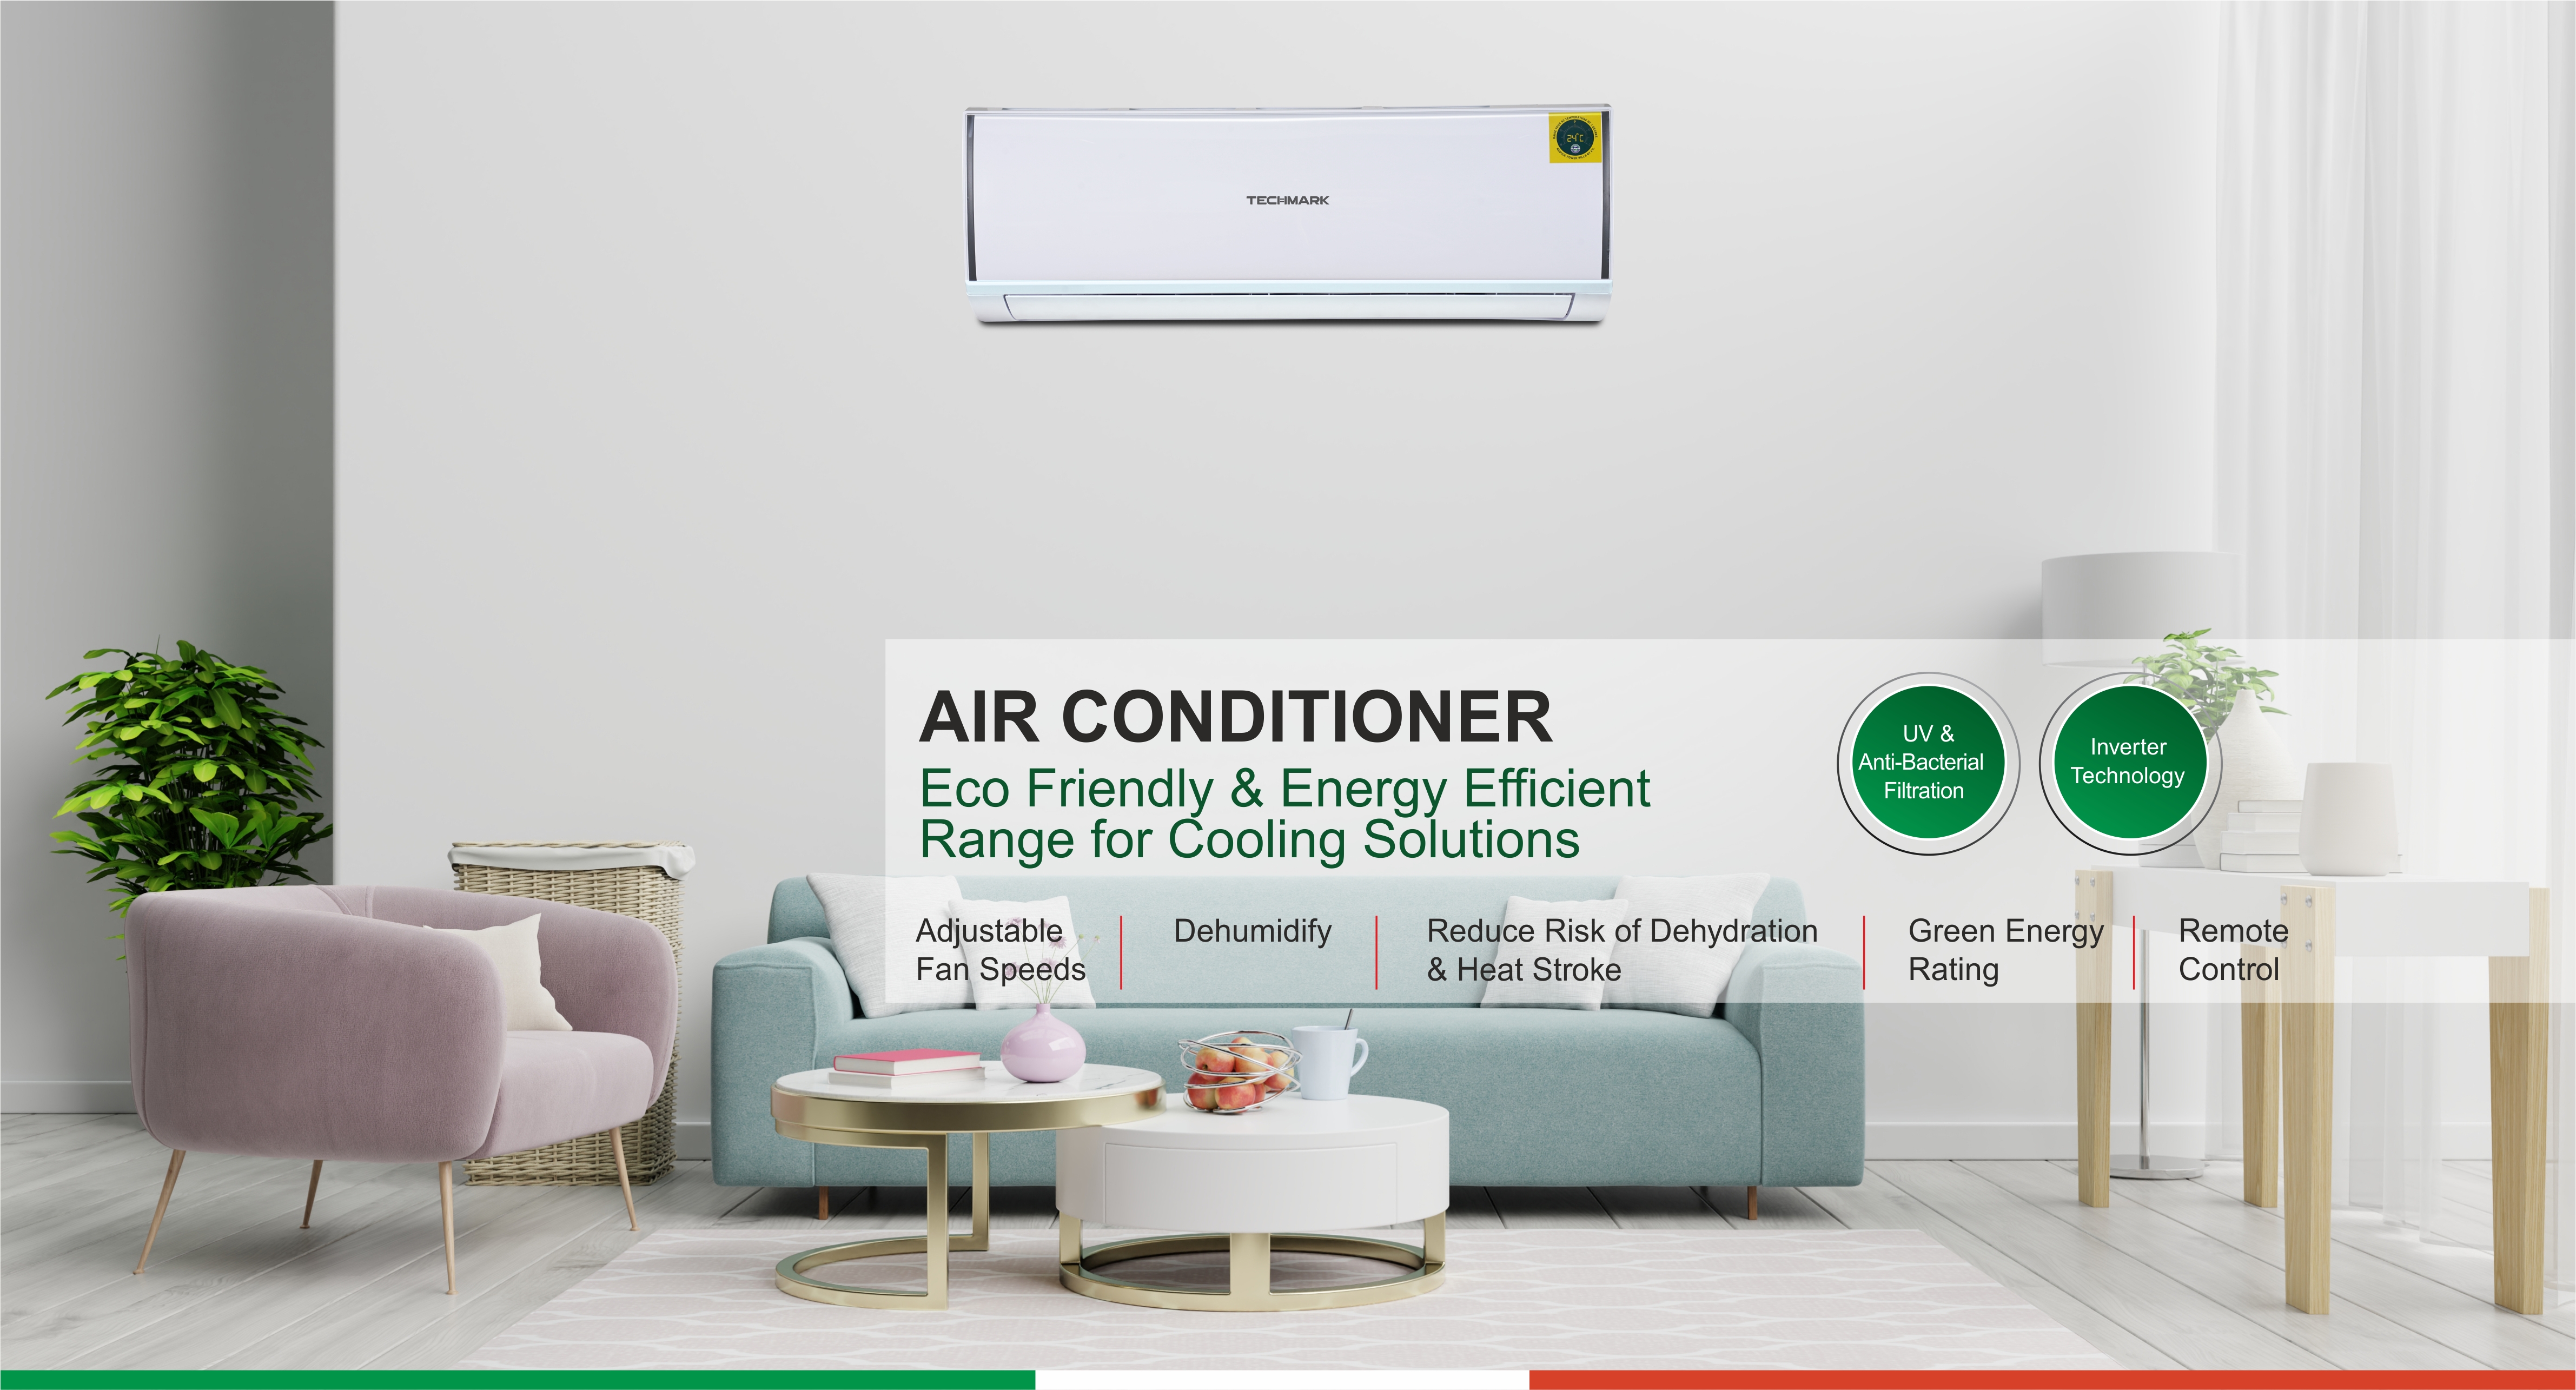 TECHMARK
24°C
AIR CONDITIONER
Eco Friendly & Energy Efficient
Range for Cooling Solutions
UV &
Anti-Bacterial
Filtration
Inverter
Technology
Adjustable
Fan Speeds
Dehumidify
Reduce Risk of Dehydration
& Heat Stroke
Green Energy
Rating
Remote
Control